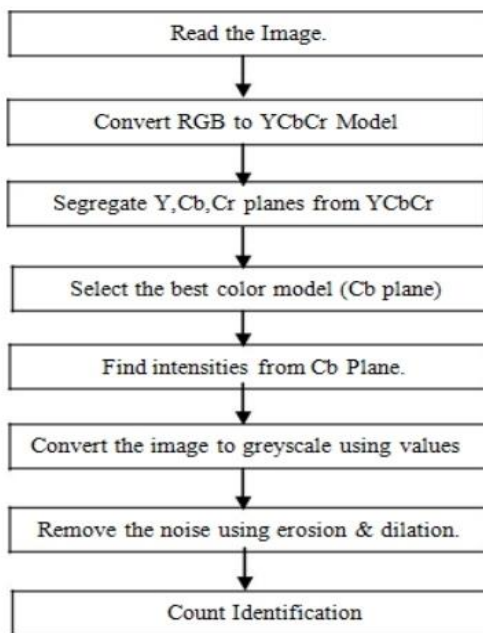 Read the Image.
Convert RGB to YCbCr Model
Segregate Y,Cb,Cr planes from YCbCr
Select the best color model (Cb plane)
Find intensities from Cb Plane.
Convert the image to greyscale using values
Remove the noise using erosion & dilation.
Count Identification